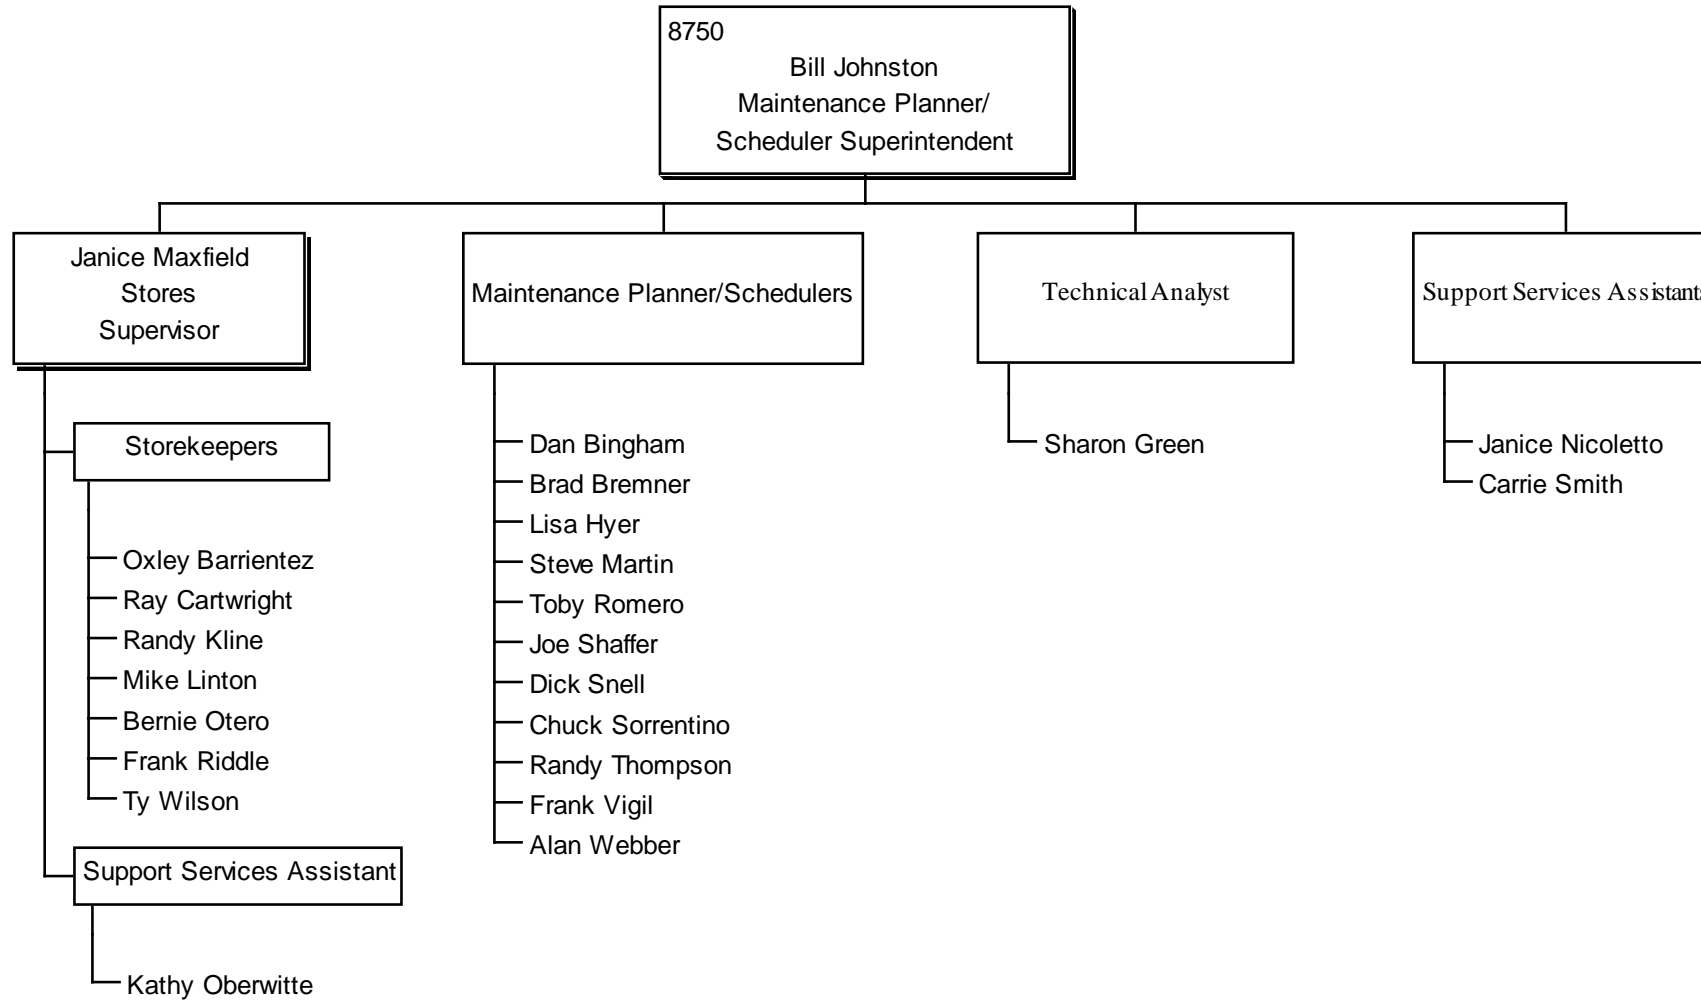 8750
Bill Johnston
Maintenance Planner/
Scheduler Superintendent
Janice Maxfield
Stores
Supervisor
Maintenance Planner/Schedulers
Technical Analyst
Support Services Assistants
Storekeepers
Oxley Barrientez
Ray Cartwright
Randy Kline
Mike Linton
Bernie Otero
Frank Riddle
Ty Wilson
Support Services Assistant
Kathy Oberwitte
Dan Bingham
Brad Bremner
Lisa Hyer
Steve Martin
Toby Romero
Joe Shaffer
Dick Snell
Chuck Sorrentino
Randy Thompson
Frank Vigil
Alan Webber
Sharon Green
Janice Nicoletto
Carrie Smith